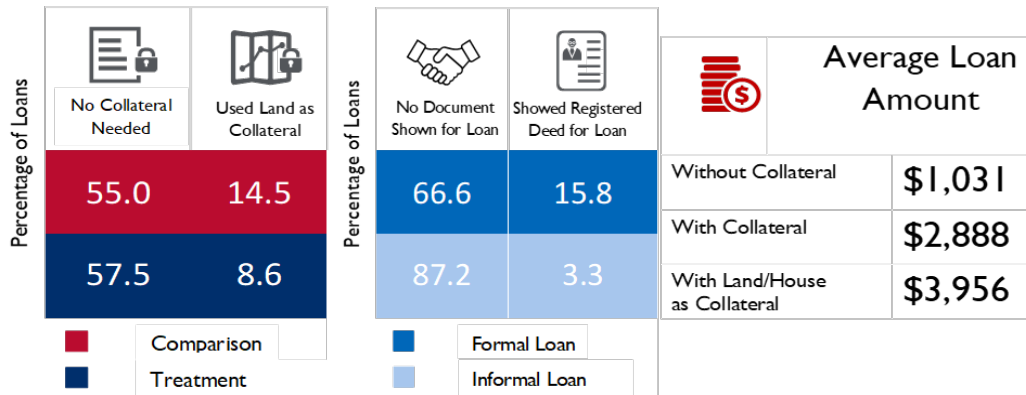 Percentage of Loans
No Collateral
Needed
Used Land as
Collateral
55.0
14.5
57.5
8.6
Comparison
Treatment
Percentage of Loans
No Document
Shown for Loan
Showed Registered
Deed for Loan
66.6
15.8
87.2
3.3
Formal Loan
Informal Loan
$
Average Loan
Amount
Without Collateral
$1,031
With Collateral
$2,888
With Land/House
as Collateral
$3,956